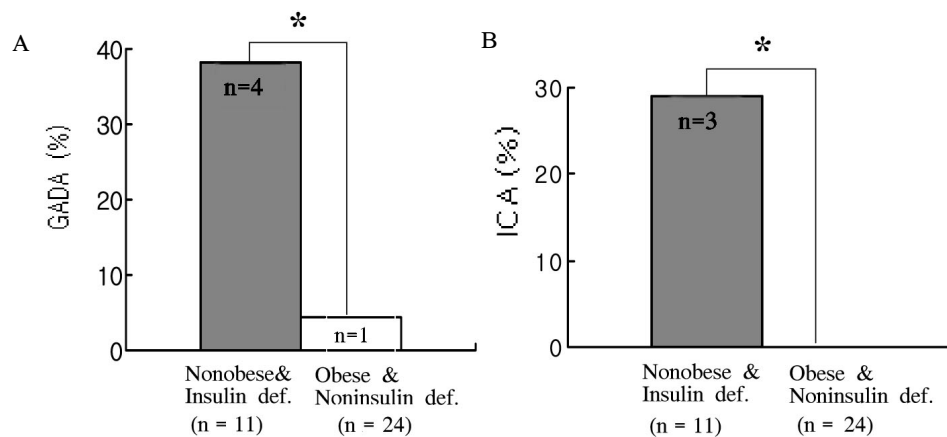 A
GADA (%)
40
30
20
10
0
*
n=4
n=1
Nonobese& Insulin def.
(n = 11)
Obese & Noninsulin def.
(n = 24)
B
ICA (%)
30
20
10
0
*
n=3
Nonobese & Insulin def.
(n = 11)
Obese & Noninsulin def.
(n = 24)